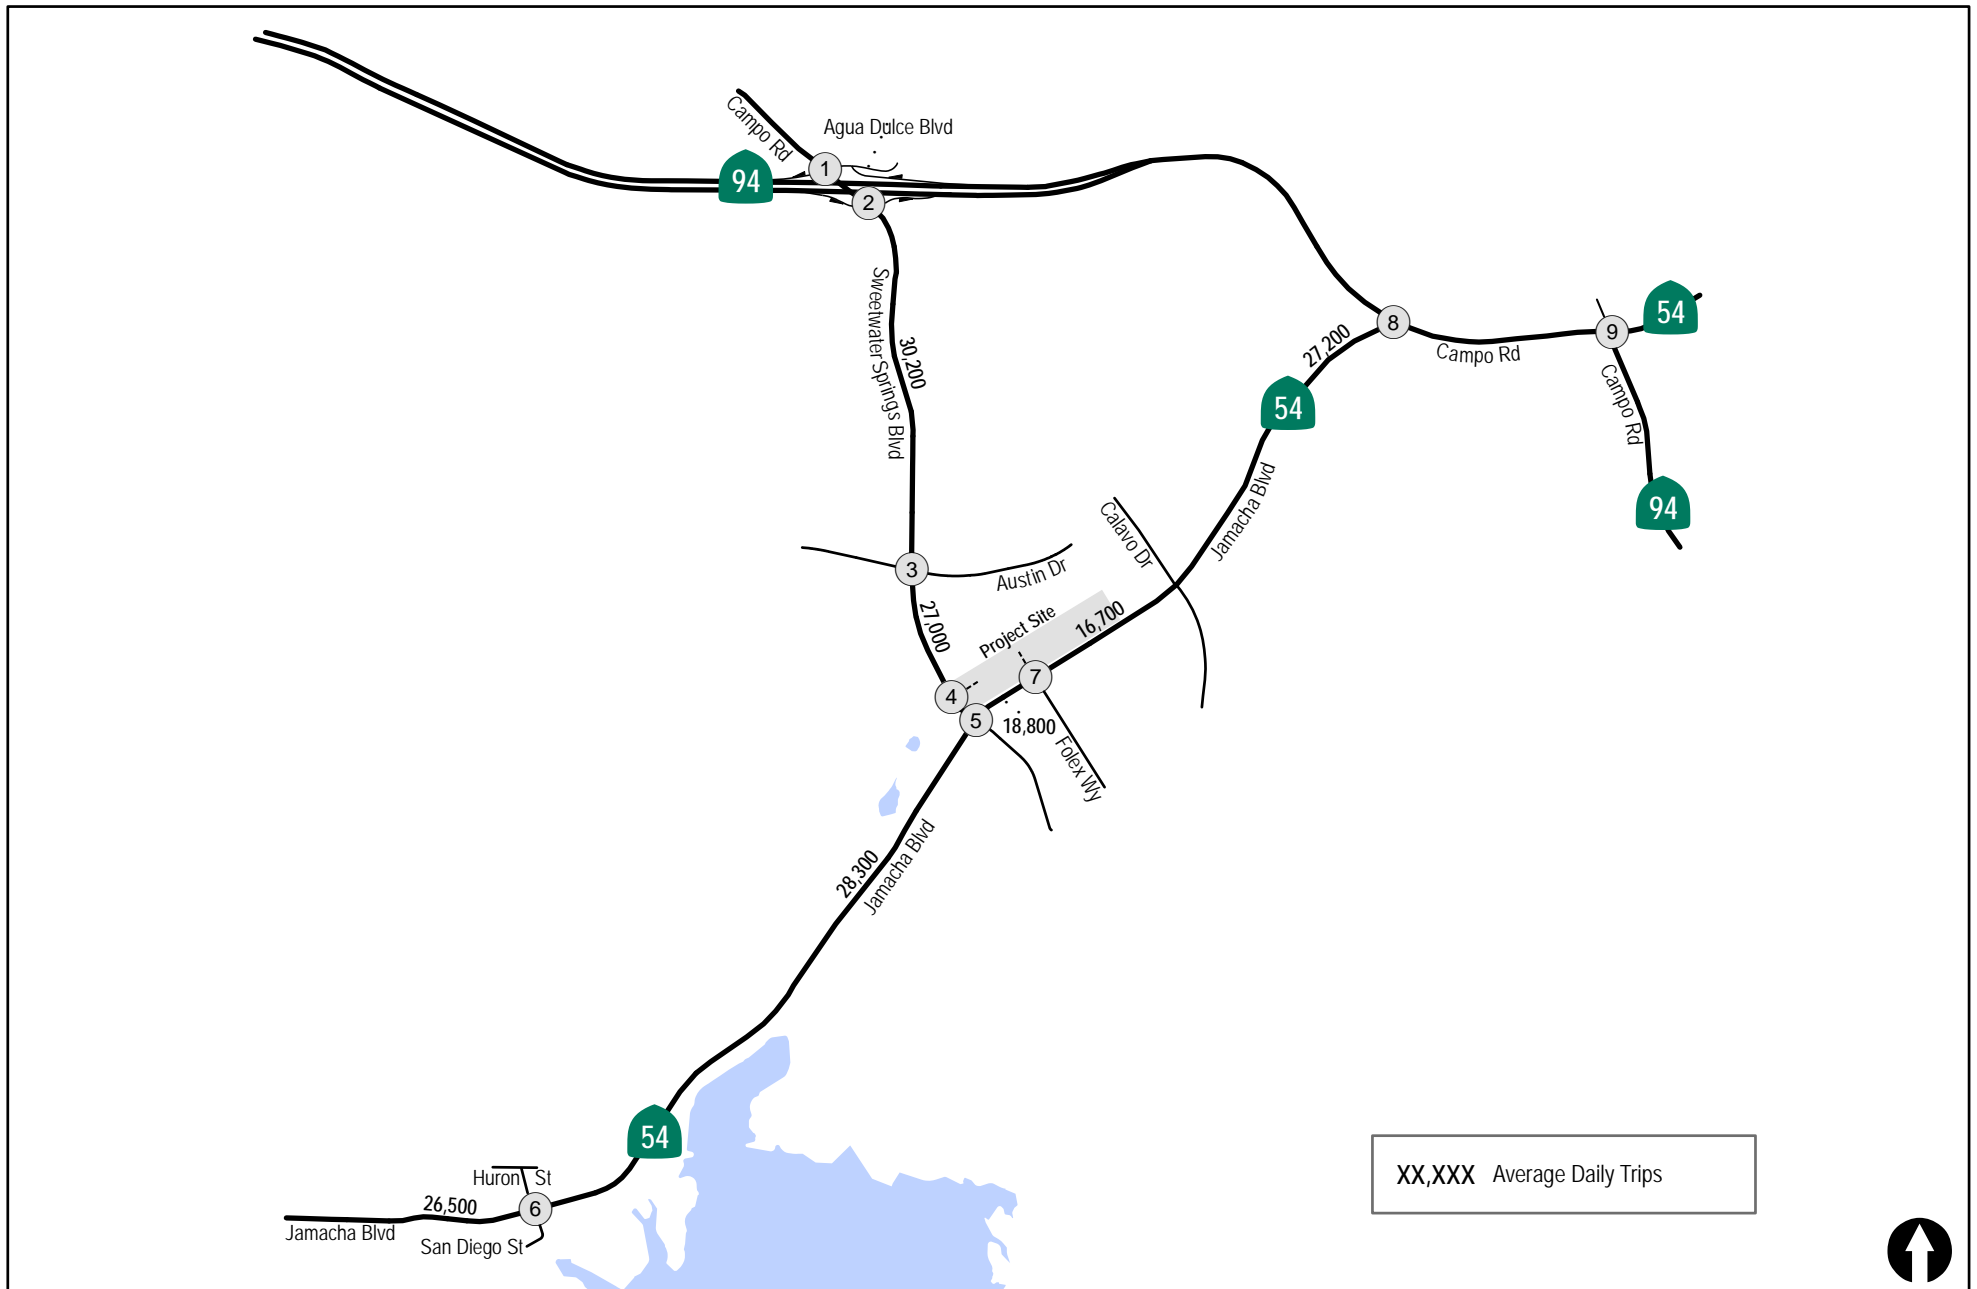 Campo Rd
Agua Dulce Blvd
1
94
2
Sweetwater Springs Blvd
30,200
27,200
8
Campo Rd
9
54
Campo Rd
94
54
Jamacha Blvd
Calavo Dr
3
Austin Dr
27,000
Project Site
16,700
4
7
5
18,800
Folex Wy
28,300
Jamacha Blvd
54
Huron St
26,500
6
Jamacha Blvd
San Diego St
XX,XXX Average Daily Trips